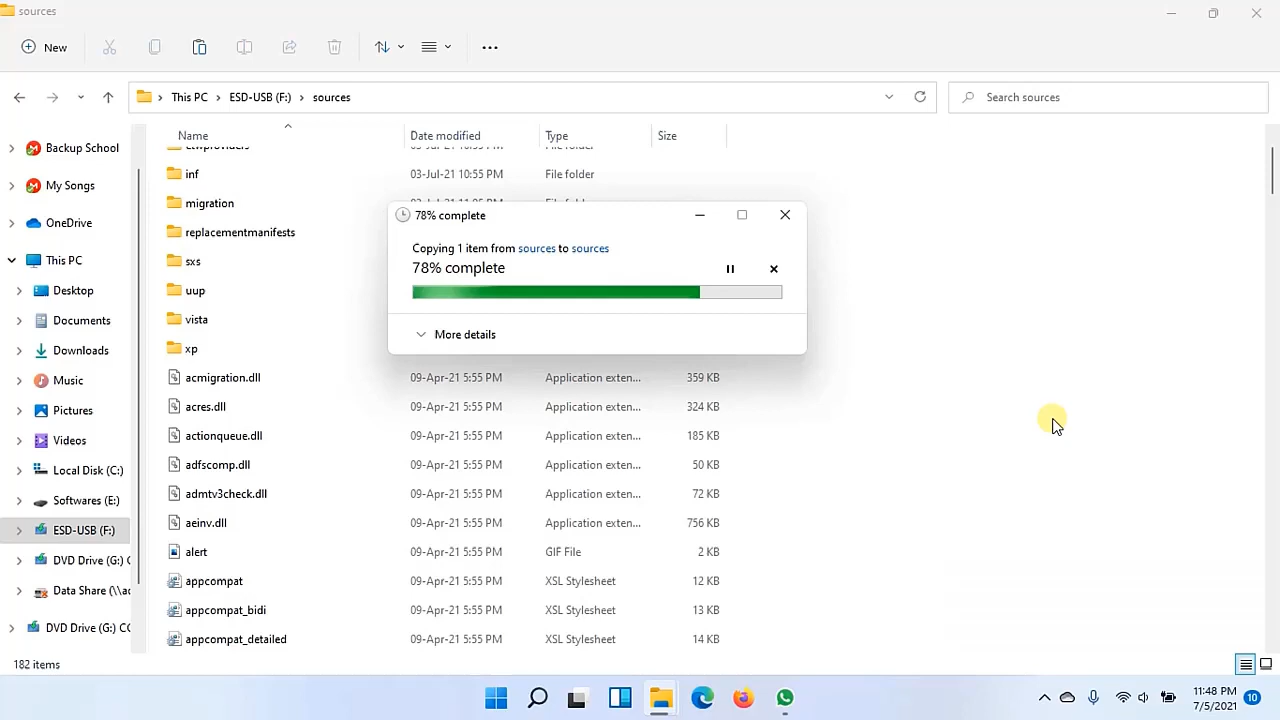 sources
New
This PC > ESD-USB (F:) > sources
Search sources
Name Date modified Type Size
Backup School
My Songs
OneDrive
This PC
Desktop
Documents
Downloads
Music
Pictures
Videos
Local Disk (C:)
Softwares (E:)
ESD-USB (F:)
DVD Drive (G:) C
Data Share (\\ac
DVD Drive (G:) CC
inf 03-Jul-21 10:55 PM File folder
migration
replacementmanifests
sxs
uup
vista
xp
78% complete
Copying 1 item from sources to sources
78% complete
More details
acmigration.dll 09-Apr-21 5:55 PM Application exten... 359 KB
acres.dll 09-Apr-21 5:55 PM Application exten... 324 KB
actionqueue.dll 09-Apr-21 5:55 PM Application exten... 185 KB
adfscomp.dll 09-Apr-21 5:55 PM Application exten... 50 KB
admtv3check.dll 09-Apr-21 5:55 PM Application exten... 72 KB
aeinv.dll 09-Apr-21 5:55 PM Application exten... 756 KB
alert 09-Apr-21 5:55 PM GIF File 2 KB
appcompat 09-Apr-21 5:55 PM XSL Stylesheet 12 KB
appcompat_bidi 09-Apr-21 5:55 PM XSL Stylesheet 13 KB
appcompat_detailed 09-Apr-21 5:55 PM XSL Stylesheet 14 KB
182 items
11:48 PM
7/5/2021
10